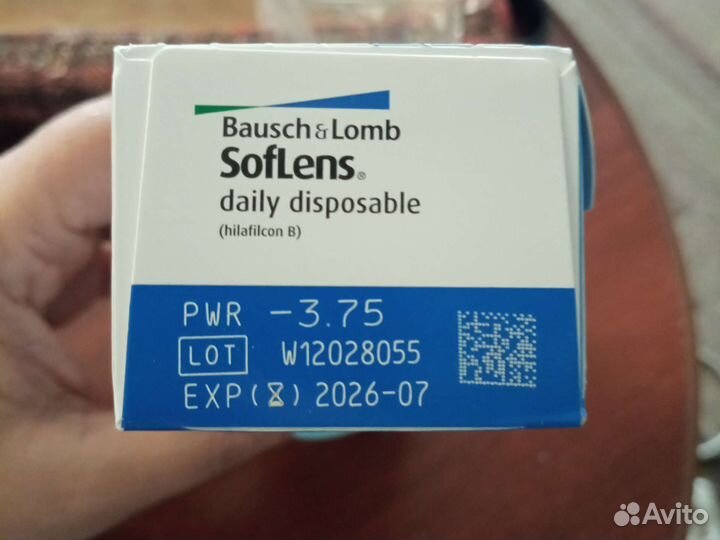 Bausch & Lomb
SofLens®
daily disposable
(hilafilcon B)
PWR -3.75
LOT W12028055
EXP (⌛) 2026-07
Avito